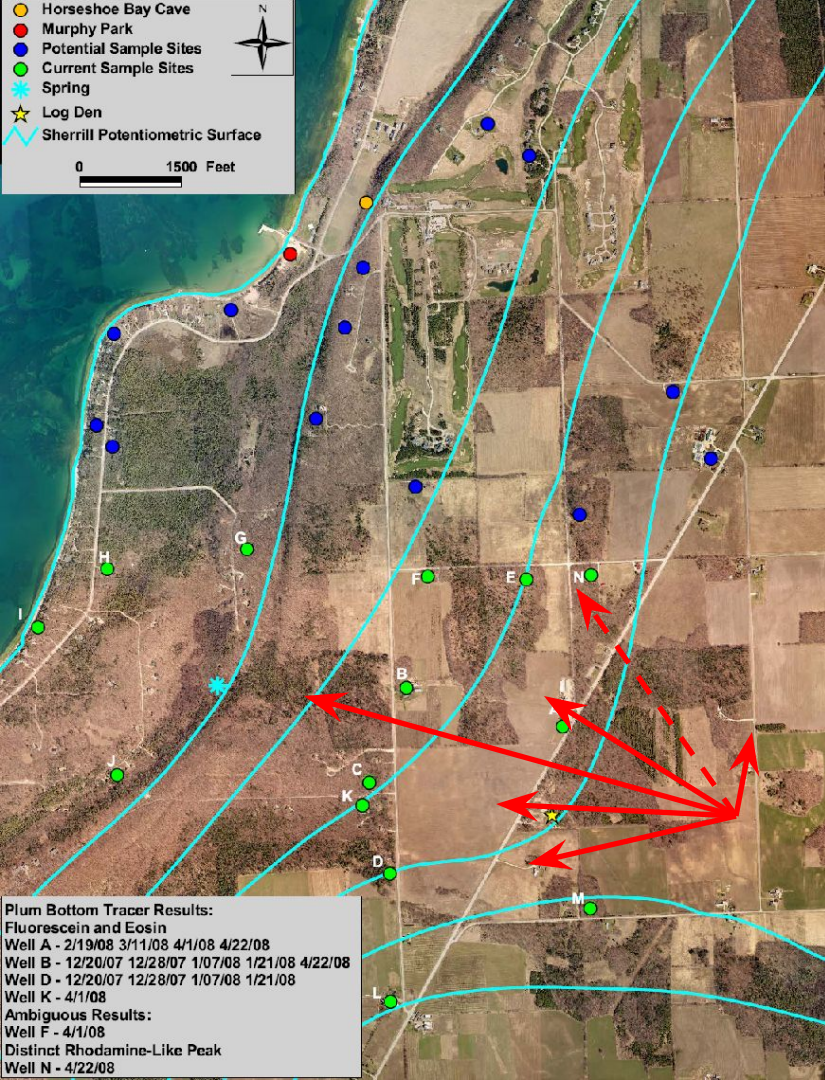 Horseshoe Bay Cave
Murphy Park
Potential Sample Sites
Current Sample Sites
Spring
Log Den
Sherrill Potentiometric Surface
N
0 1500 Feet
G
H
F
E
N
I
B
A
J
C
K
D
M
L
Plum Bottom Tracer Results:
Fluorescein and Eosin
Well A - 2/19/08 3/11/08 4/1/08 4/22/08
Well B - 12/20/07 12/28/07 1/07/08 1/21/08 4/22/08
Well D - 12/20/07 12/28/07 1/07/08 1/21/08
Well K - 4/1/08
Ambiguous Results:
Well F - 4/1/08
Distinct Rhodamine-Like Peak
Well N - 4/22/08